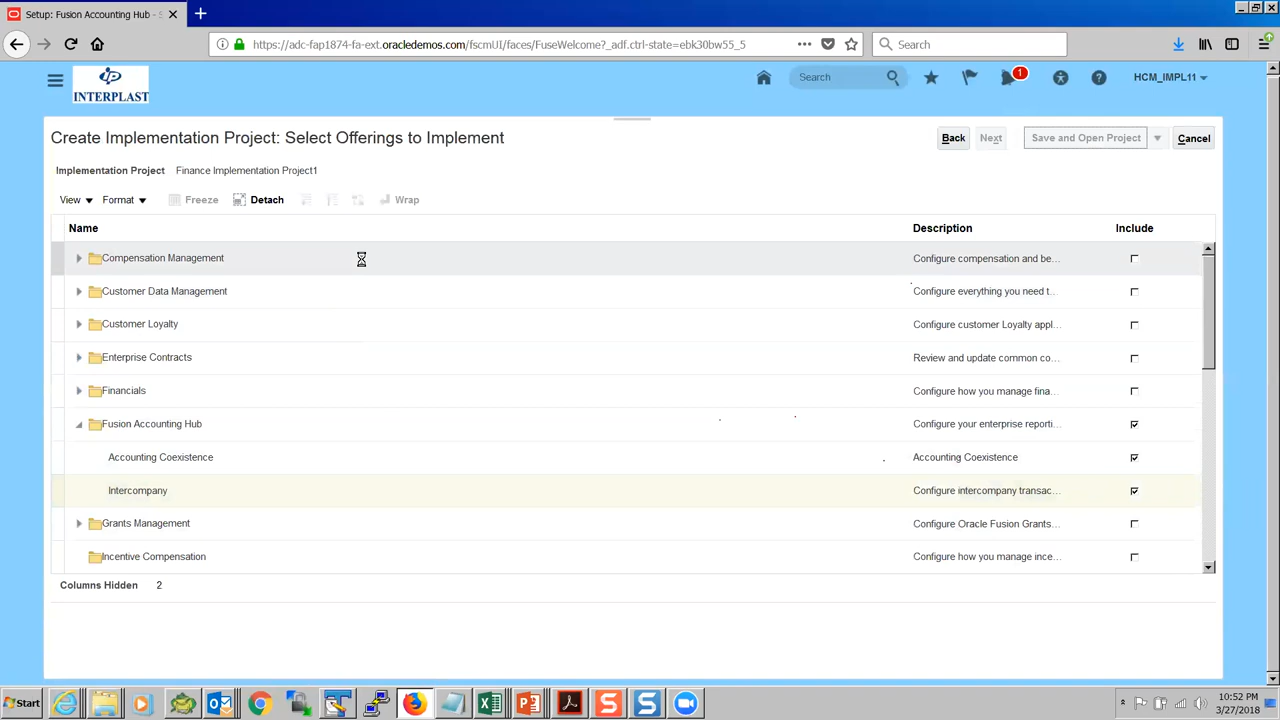 Setup: Fusion Accounting Hub - S
https://adc-fap1874-fa-ext.oracledemos.com/fscmUI/faces/FuseWelcome?_adf.ctrl-state=ebk30bw55_5
Search
INTERPLAST
Search
1
HCM_IMPL11
Create Implementation Project: Select Offerings to Implement
Back
Next
Save and Open Project
Cancel
Implementation Project Finance Implementation Project1
View Format Freeze Detach Wrap
Name Description Include
Compensation Management Configure compensation and be...
Customer Data Management Configure everything you need t...
Customer Loyalty Configure customer Loyalty appl...
Enterprise Contracts Review and update common co...
Financials Configure how you manage fina...
Fusion Accounting Hub Configure your enterprise reporti...
Accounting Coexistence Accounting Coexistence
Intercompany Configure intercompany transac...
Grants Management Configure Oracle Fusion Grants...
Incentive Compensation Configure how you manage ince...
Columns Hidden 2
Start
10:52 PM
3/27/2018